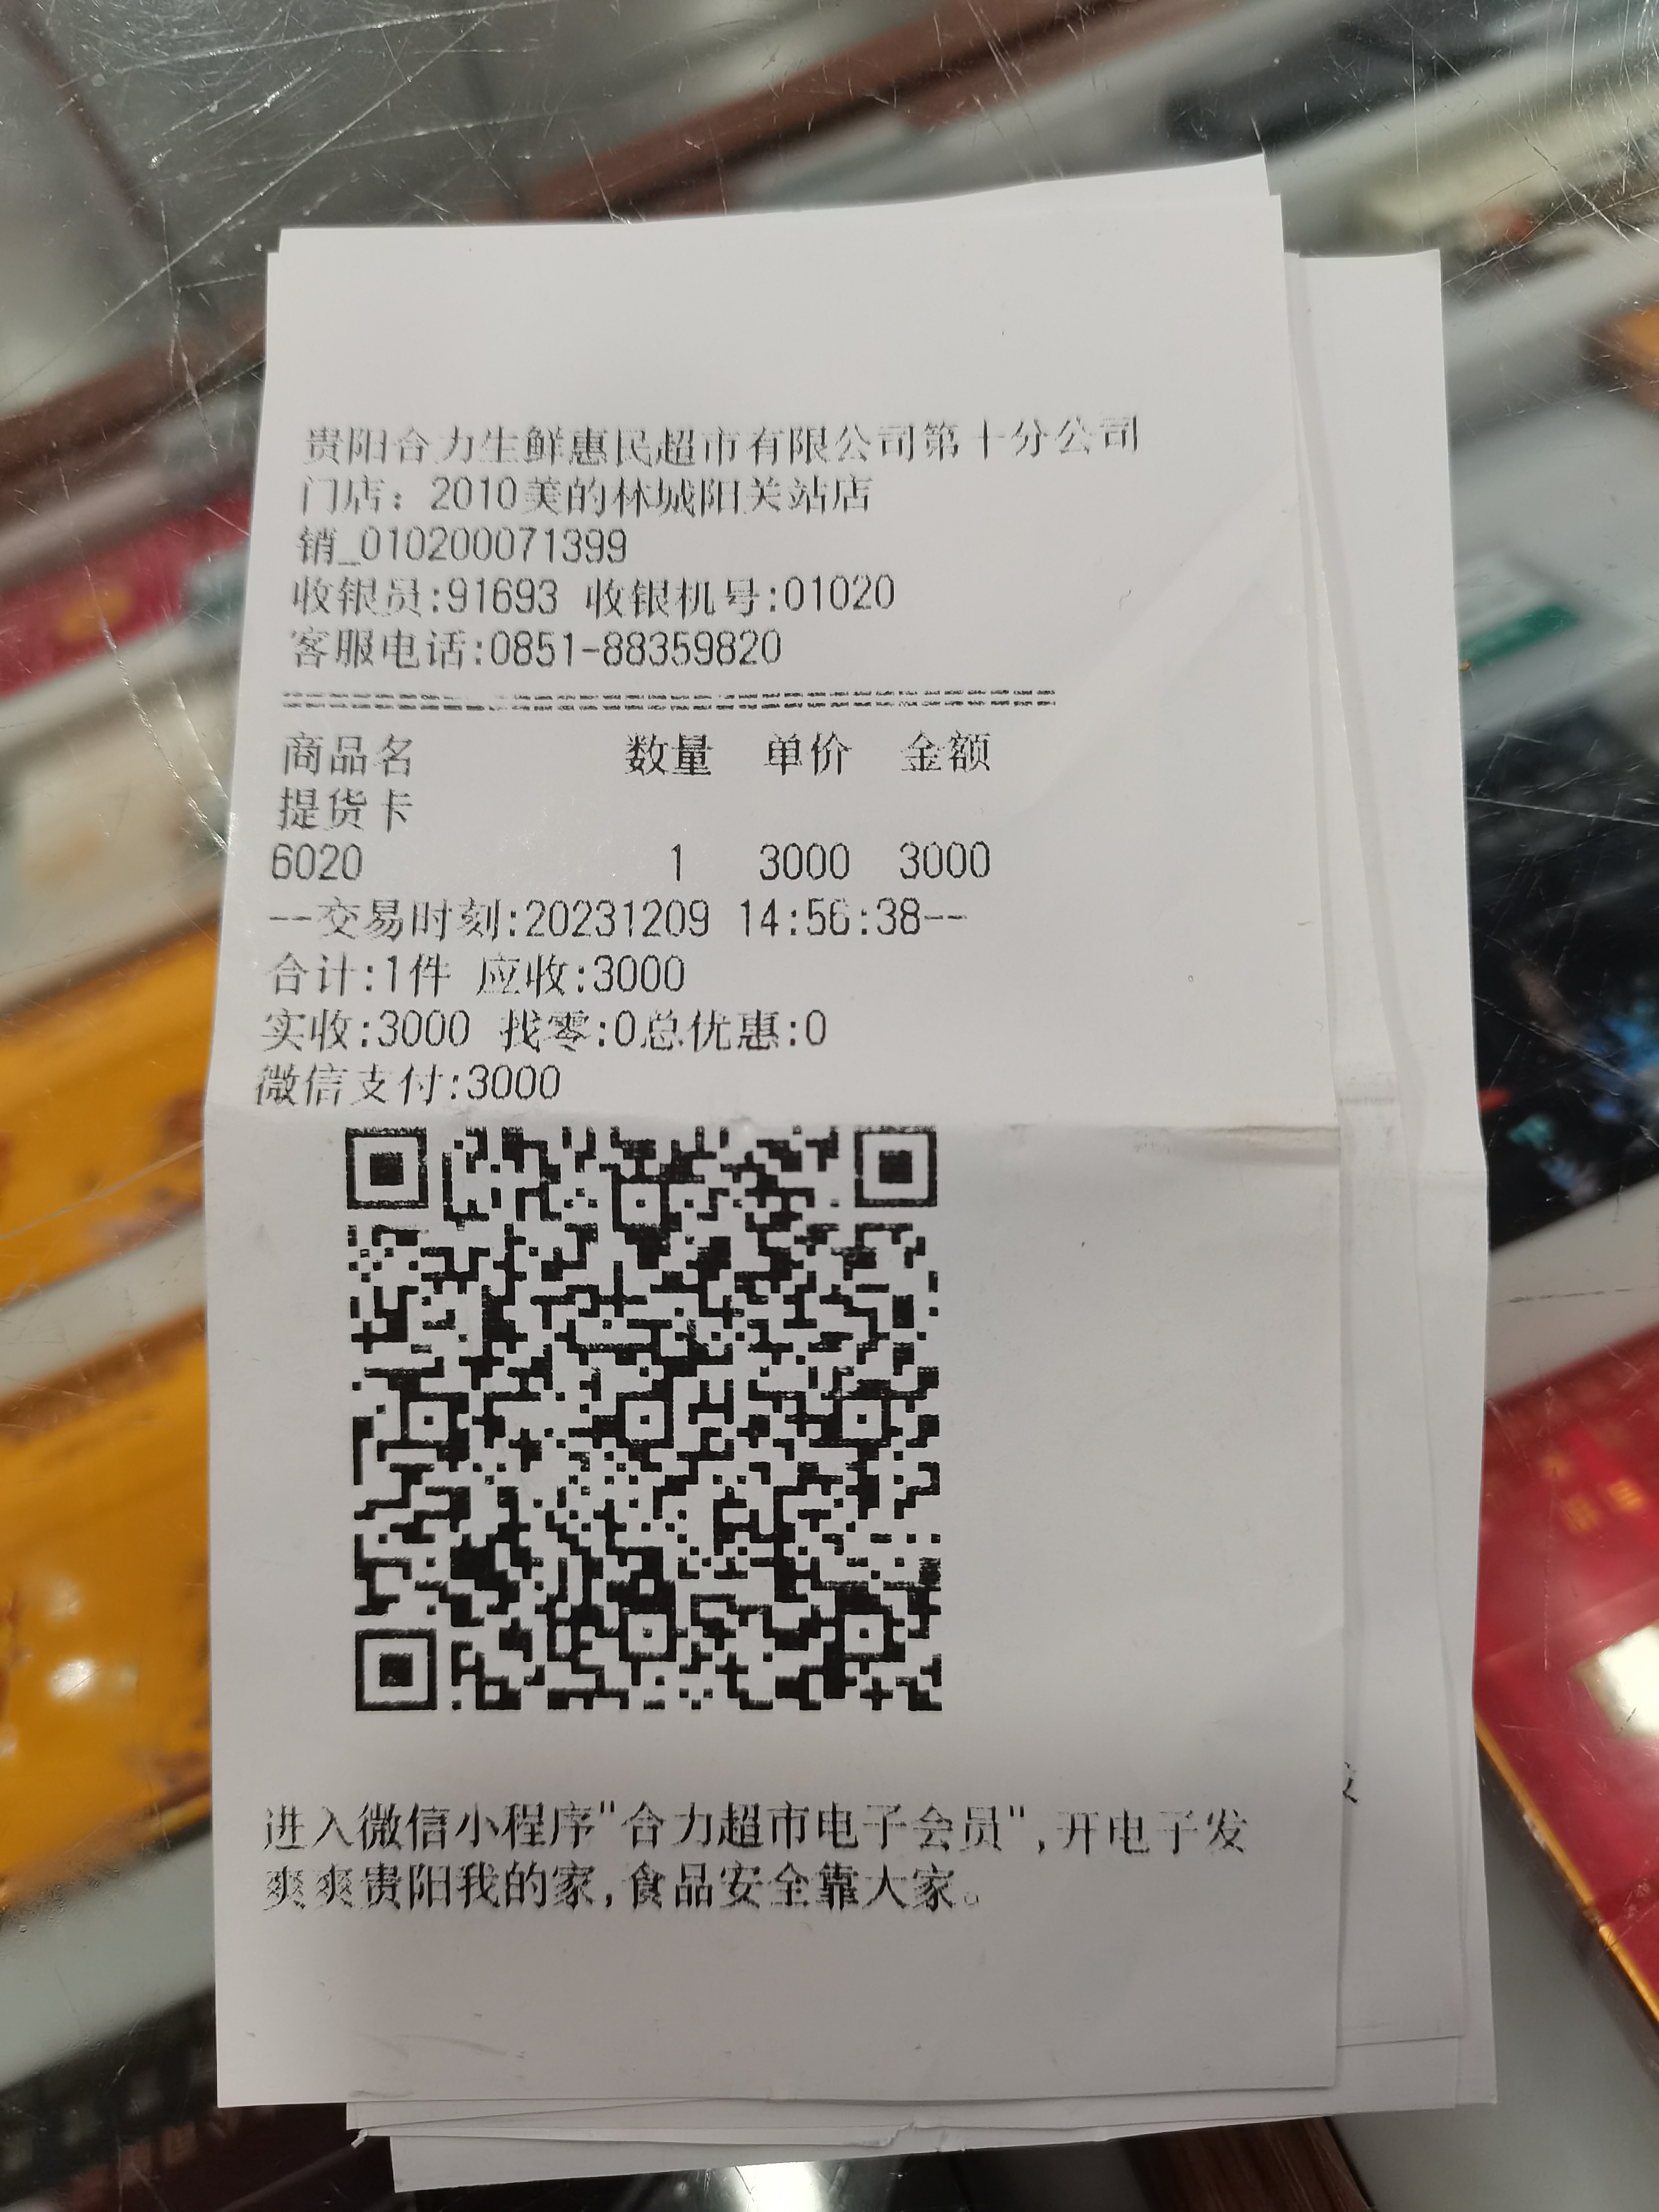 贵阳合力生鲜惠民超市有限公司第十分公司
门店：2010美的林城阳关站店
销_010200071399
收银员:91693 收银机号:01020
客服电话:0851-88359820
商品名 数量 单价 金额
提货卡
6020 1 3000 3000
--交易时刻:20231209 14:56:38--
合计:1件 应收:3000
实收:3000 找零:0总优惠:0
微信支付:3000
进入微信小程序"合力超市电子会员",开电子发
爽爽贵阳我的家,食品安全靠大家。